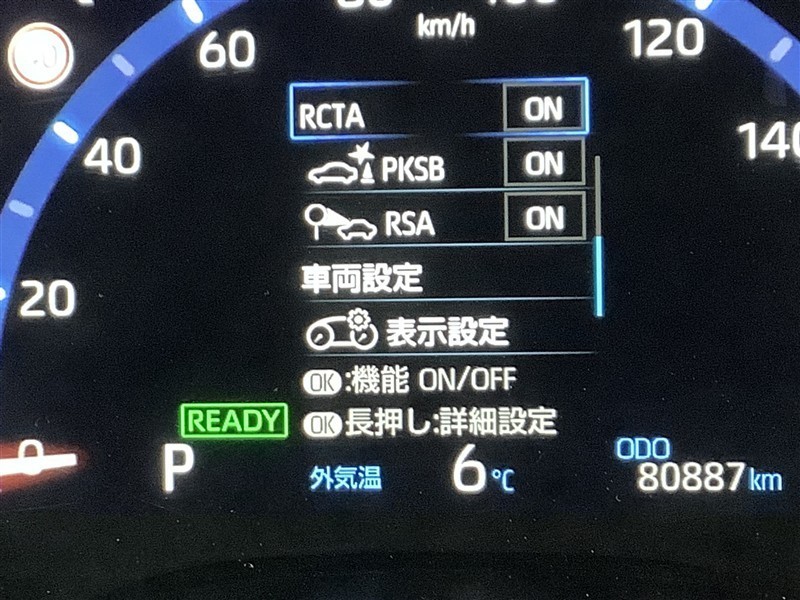 km/h
60
120
RCTA ON
40
140
PKSB ON
RSA ON
車両設定
20
表示設定
OK:機能 ON/OFF
READY
OK長押し:詳細設定
0
P
外気温 6℃
ODO
80887km